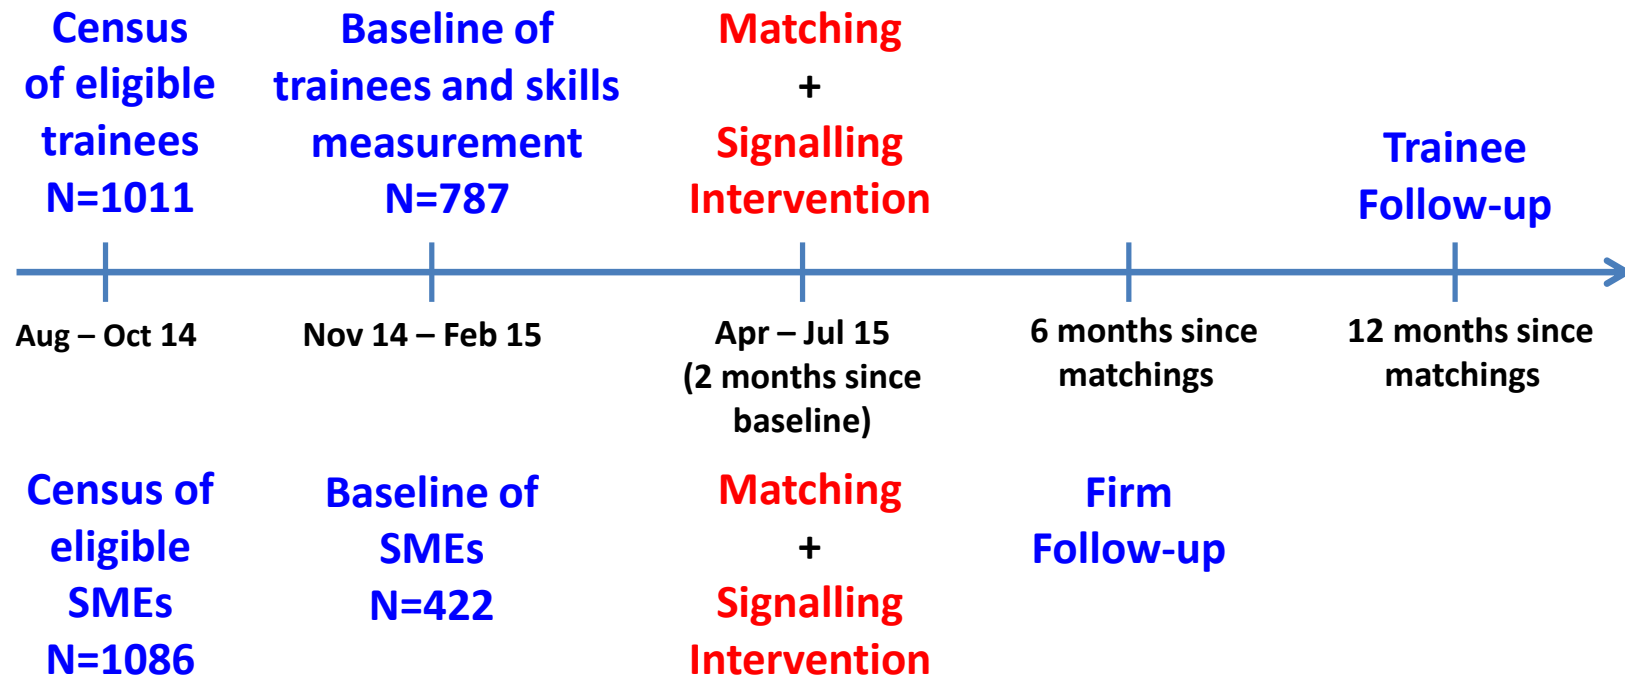 Census
of eligible
trainees
N=1011
Baseline of
trainees and skills
measurement
N=787
Matching
+
Signalling
Intervention
Trainee
Follow-up
Aug – Oct 14
Nov 14 – Feb 15
Apr – Jul 15
(2 months since
baseline)
6 months since
matchings
12 months since
matchings
Census of
eligible
SMEs
N=1086
Baseline of
SMEs
N=422
Matching
+
Signalling
Intervention
Firm
Follow-up